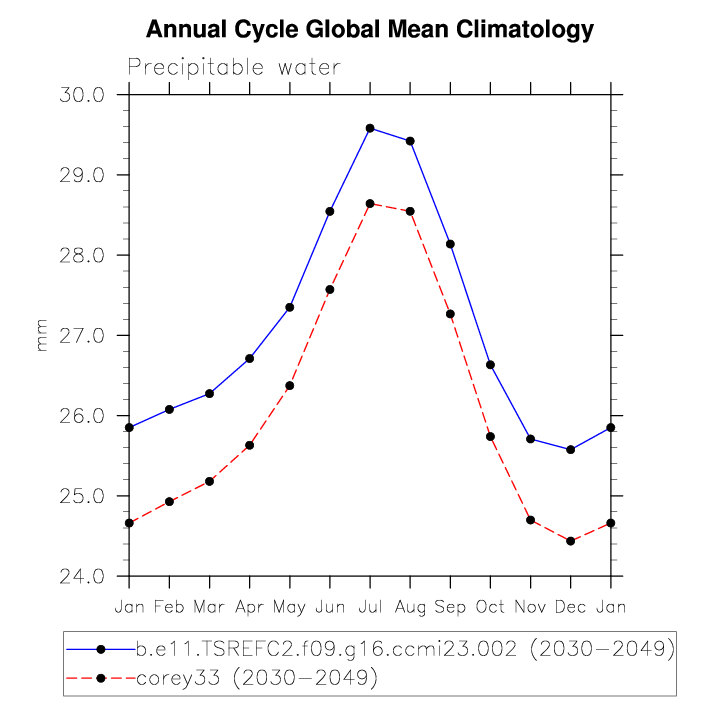 Annual Cycle Global Mean Climatology
Precipitable water
30.0
29.0
28.0
27.0
26.0
25.0
24.0
mm
Jan Feb Mar Apr May Jun Jul Aug Sep Oct Nov Dec Jan
b.e11.TSREFC2.f09.g16.ccmi23.002 (2030-2049)
corey33 (2030-2049)